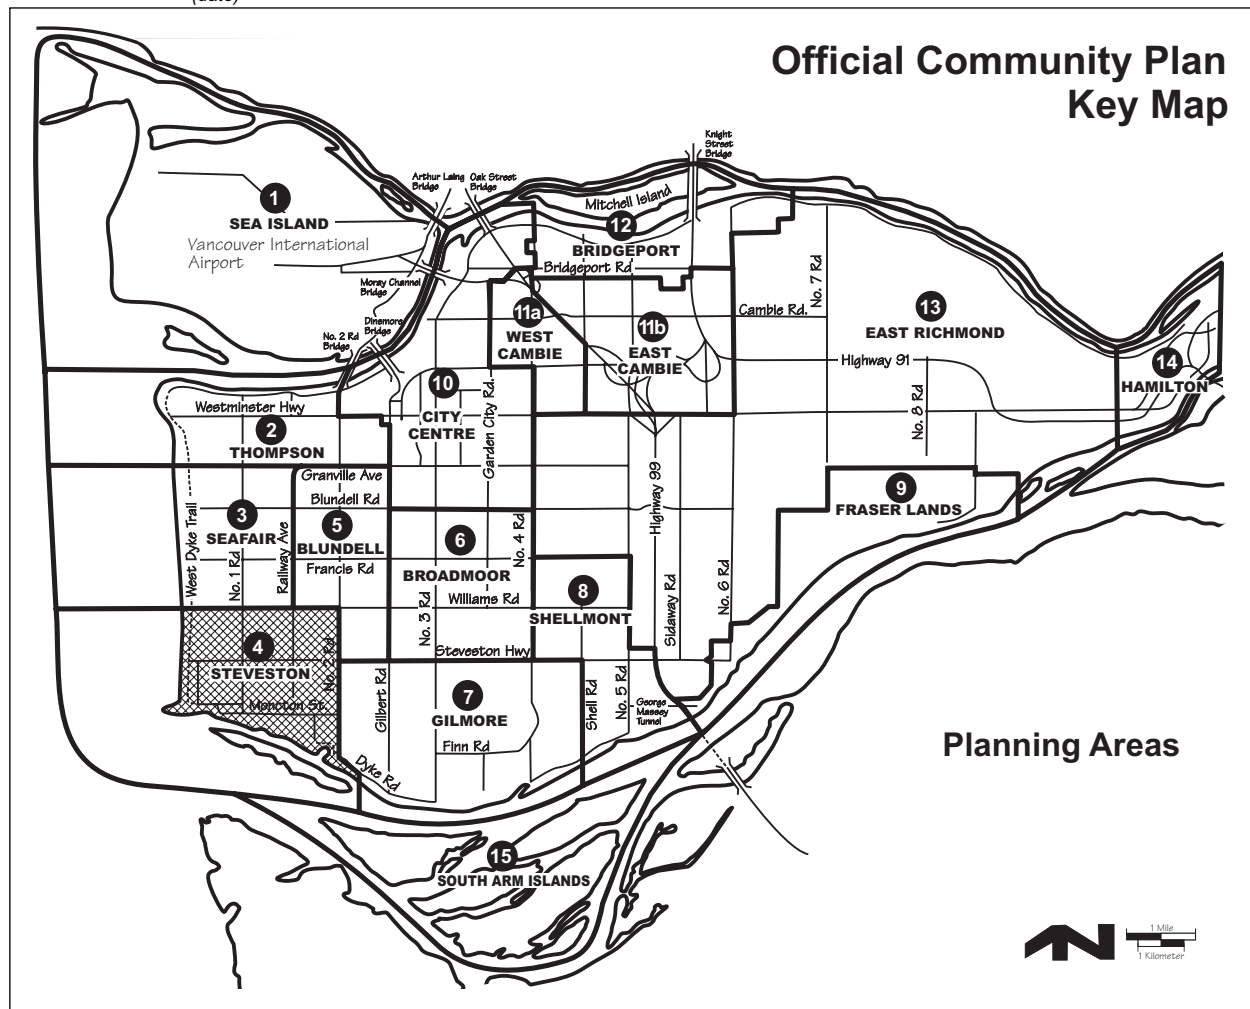 (date)
Official Community Plan
Key Map
Knight
Street
Bridge
Arthur Laing
Bridge
Oak Street
Bridge
Mitchell Island
1
SEA ISLAND
Vancouver International
Airport
12
BRIDGEPORT
Bridgeport Rd
Moray Channel
Bridge
No. 7 Rd
Cambie Rd.
13
EAST RICHMOND
11a
WEST
CAMBIE
11b
EAST
CAMBIE
Dinsmore
Bridge
No. 2 Rd
Bridge
Highway 91
14
HAMILTON
10
CITY
CENTRE
Garden City Rd.
No. 8 Rd
Westminster Hwy
2
THOMPSON
Granville Ave
Blundell Rd
Highway 99
9
FRASER LANDS
West Dyke Trail
3
SEAFAIR
No. 1 Rd
Railway Ave
5
BLUNDELL
Francis Rd
6
BROADMOOR
No. 4 Rd
Williams Rd
No. 3 Rd
8
SHELLMONT
Sidaway Rd
No. 6 Rd
4
STEVESTON
No. 2 Rd
Moncton St.
Steveston Hwy
Gilbert Rd
7
GILMORE
Finn Rd
Shell Rd
No. 5 Rd
George
Massey
Tunnel
Dyke Rd
Planning Areas
15
SOUTH ARM ISLANDS
N
1 Mile
1 Kilometer